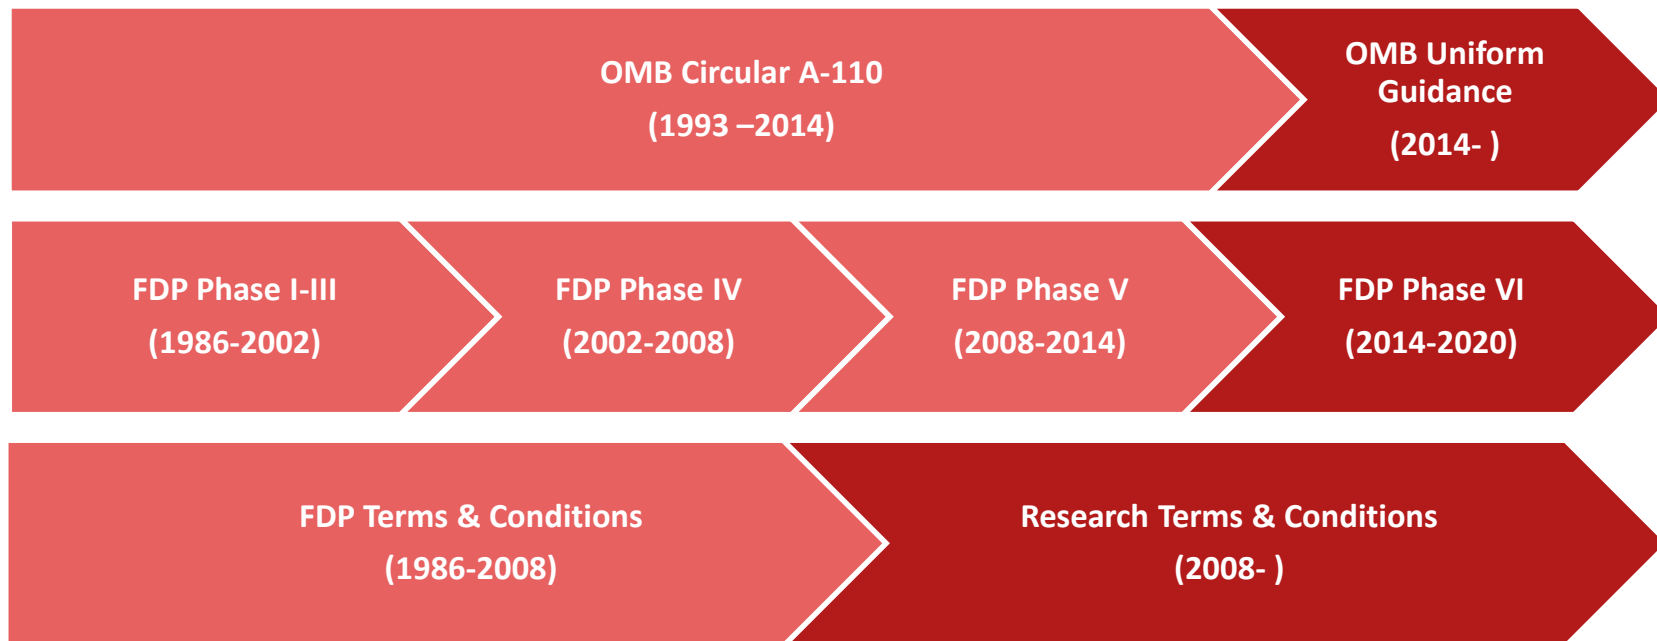 OMB Circular A-110
(1993 –2014)
OMB Uniform
Guidance
(2014- )
FDP Phase I-III
(1986-2002)
FDP Phase IV
(2002-2008)
FDP Phase V
(2008-2014)
FDP Phase VI
(2014-2020)
FDP Terms & Conditions
(1986-2008)
Research Terms & Conditions
(2008- )